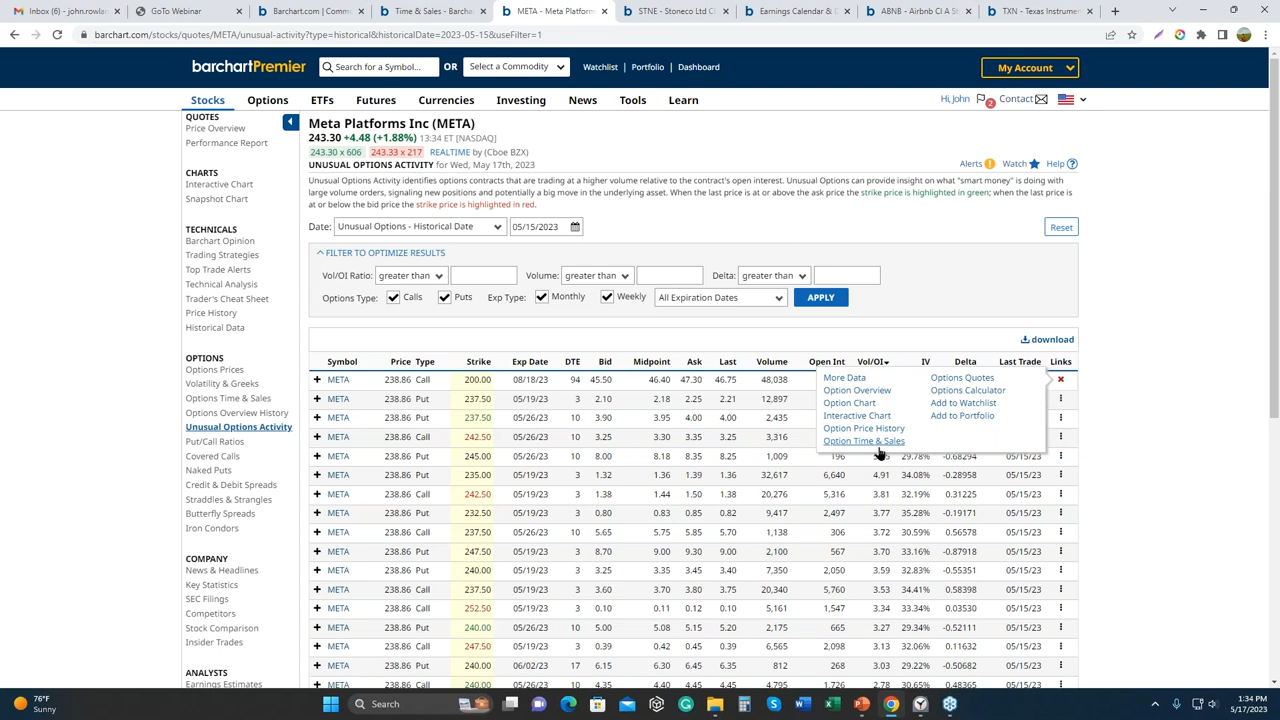 Inbox (6) - john.rowlan
GoTo Webinar
Barchart.com | Comm
Time & Sales - Barchar
META - Meta Platform
STNE - Stoneco Ltd Cl
Earnings Calendar & D
ABNB - Airbnb Cl A St
TXN - Texas Instrumen
barchart.com/stocks/quotes/META/unusual-activity?type=historical&historicalDate=2023-05-15&useFilter=1
barchartPremier Search for a Symbol... OR Select a Commodity Watchlist Portfolio Dashboard My Account
Stocks Options ETFs Futures Currencies Investing News Tools Learn Hi, John 2 Contact
QUOTES
Price Overview
Performance Report
CHARTS
Interactive Chart
Snapshot Chart
TECHNICALS
Barchart Opinion
Trading Strategies
Top Trade Alerts
Technical Analysis
Trader's Cheat Sheet
Price History
Historical Data
OPTIONS
Options Prices
Volatility & Greeks
Options Time & Sales
Options Overview History
Unusual Options Activity
Put/Call Ratios
Covered Calls
Naked Puts
Credit & Debit Spreads
Straddles & Strangles
Butterfly Spreads
Iron Condors
COMPANY
News & Headlines
Key Statistics
SEC Filings
Competitors
Stock Comparison
Insider Trades
ANALYSTS
Earnings Estimates
Meta Platforms Inc (META)
243.30 +4.48 (+1.88%) 13:34 ET [NASDAQ]
243.30 x 606 243.33 x 217 REALTIME by (Cboe BZX)
UNUSUAL OPTIONS ACTIVITY for Wed, May 17th, 2023
Alerts Watch Help
Unusual Options Activity identifies options contracts that are trading at a higher volume relative to the contract's open interest. Unusual Options can provide insight on what "smart money" is doing with
large volume orders, signaling new positions and potentially a big move in the underlying asset. When the last price is at or above the ask price the strike price is highlighted in green; when the last price is
at or below the bid price the strike price is highlighted in red.
Date: Unusual Options - Historical Date 05/15/2023 Reset
FILTER TO OPTIMIZE RESULTS
Vol/OI Ratio: greater than Volume: greater than Delta: greater than
Options Type: Calls Puts Exp Type: Monthly Weekly All Expiration Dates APPLY
download
Symbol Price Type Strike Exp Date DTE Bid Midpoint Ask Last Volume Open Int Vol/OI IV Delta Last Trade Links
META 238.86 Call 200.00 08/18/23 94 45.50 46.40 47.30 46.75 48,038
META 238.86 Put 237.50 05/19/23 3 2.10 2.18 2.25 2.21 12,897
META 238.86 Put 237.50 05/26/23 10 3.90 3.95 4.00 4.00 2,435
META 238.86 Call 242.50 05/26/23 10 3.25 3.30 3.35 3.25 3,316
META 238.86 Put 245.00 05/26/23 10 8.00 8.18 8.35 8.25 1,009 196 29.78% -0.68294 05/15/23
META 238.86 Put 235.00 05/19/23 3 1.32 1.36 1.39 1.36 32,617 6,640 4.91 34.08% -0.28958 05/15/23
META 238.86 Call 242.50 05/19/23 3 1.38 1.44 1.50 1.38 20,276 5,316 3.81 32.19% 0.31225 05/15/23
META 238.86 Put 232.50 05/19/23 3 0.80 0.83 0.85 0.82 9,417 2,497 3.77 35.28% -0.19171 05/15/23
META 238.86 Call 237.50 05/26/23 10 5.65 5.75 5.85 5.70 1,138 306 3.72 30.59% 0.56578 05/15/23
META 238.86 Put 247.50 05/19/23 3 8.70 9.00 9.30 9.00 2,100 567 3.70 33.16% -0.87918 05/15/23
META 238.86 Put 240.00 05/19/23 3 3.25 3.35 3.45 3.40 7,350 2,050 3.59 32.83% -0.55351 05/15/23
META 238.86 Call 237.50 05/19/23 3 3.60 3.70 3.80 3.75 20,340 5,760 3.53 34.41% 0.58398 05/15/23
META 238.86 Call 252.50 05/19/23 3 0.10 0.11 0.12 0.10 5,161 1,547 3.34 33.34% 0.03530 05/15/23
META 238.86 Put 240.00 05/26/23 10 5.00 5.08 5.15 5.20 2,175 665 3.27 29.34% -0.52111 05/15/23
META 238.86 Call 247.50 05/19/23 3 0.39 0.42 0.45 0.39 6,565 2,098 3.13 32.06% 0.11632 05/15/23
META 238.86 Put 240.00 06/02/23 17 6.15 6.30 6.45 6.35 812 268 3.03 29.22% -0.50682 05/15/23
META 238.86 Call 240.00 05/26/23 10 4.35 4.40 4.45 4.40 4,795 1,726 2.78 30.65% 0.48365 05/15/23
More Data Options Quotes
Option Overview Options Calculator
Option Chart Add to Watchlist
Interactive Chart Add to Portfolio
Option Price History
Option Time & Sales
76°F
Sunny
Search
1:34 PM
5/17/2023